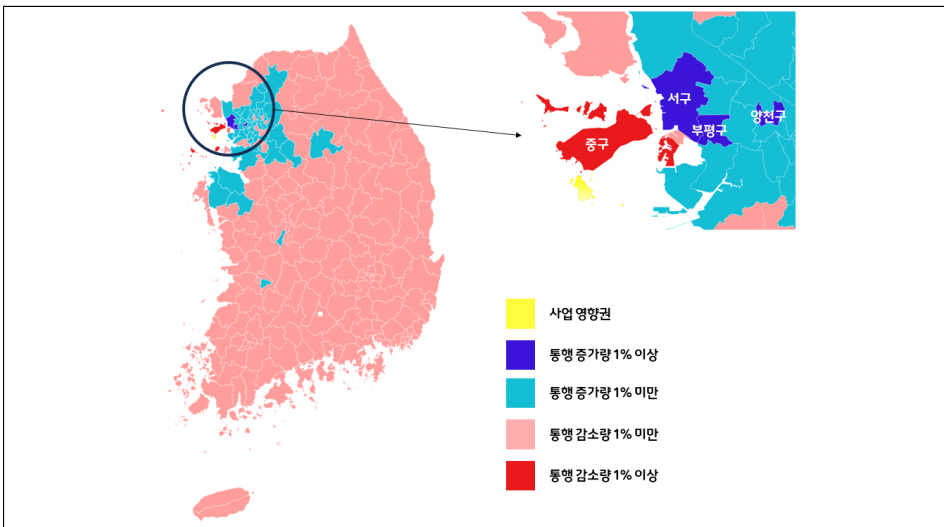 서구
양천구
부평구
중구
사업 영향권
통행 증가량 1% 이상
통행 증가량 1% 미만
통행 감소량 1% 미만
통행 감소량 1% 이상